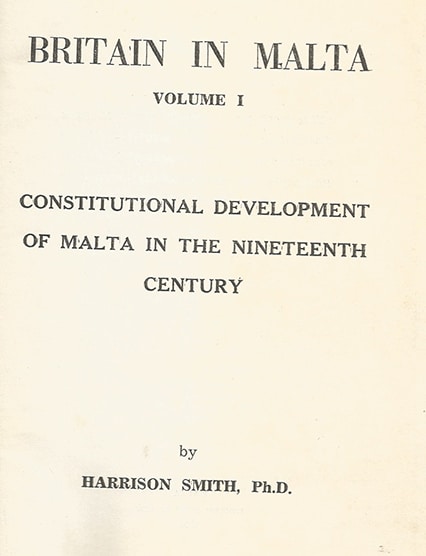 BRITAIN IN MALTA
VOLUME I
CONSTITUTIONAL DEVELOPMENT
OF MALTA IN THE NINETEENTH
CENTURY
by
HARRISON SMITH, Ph.D.